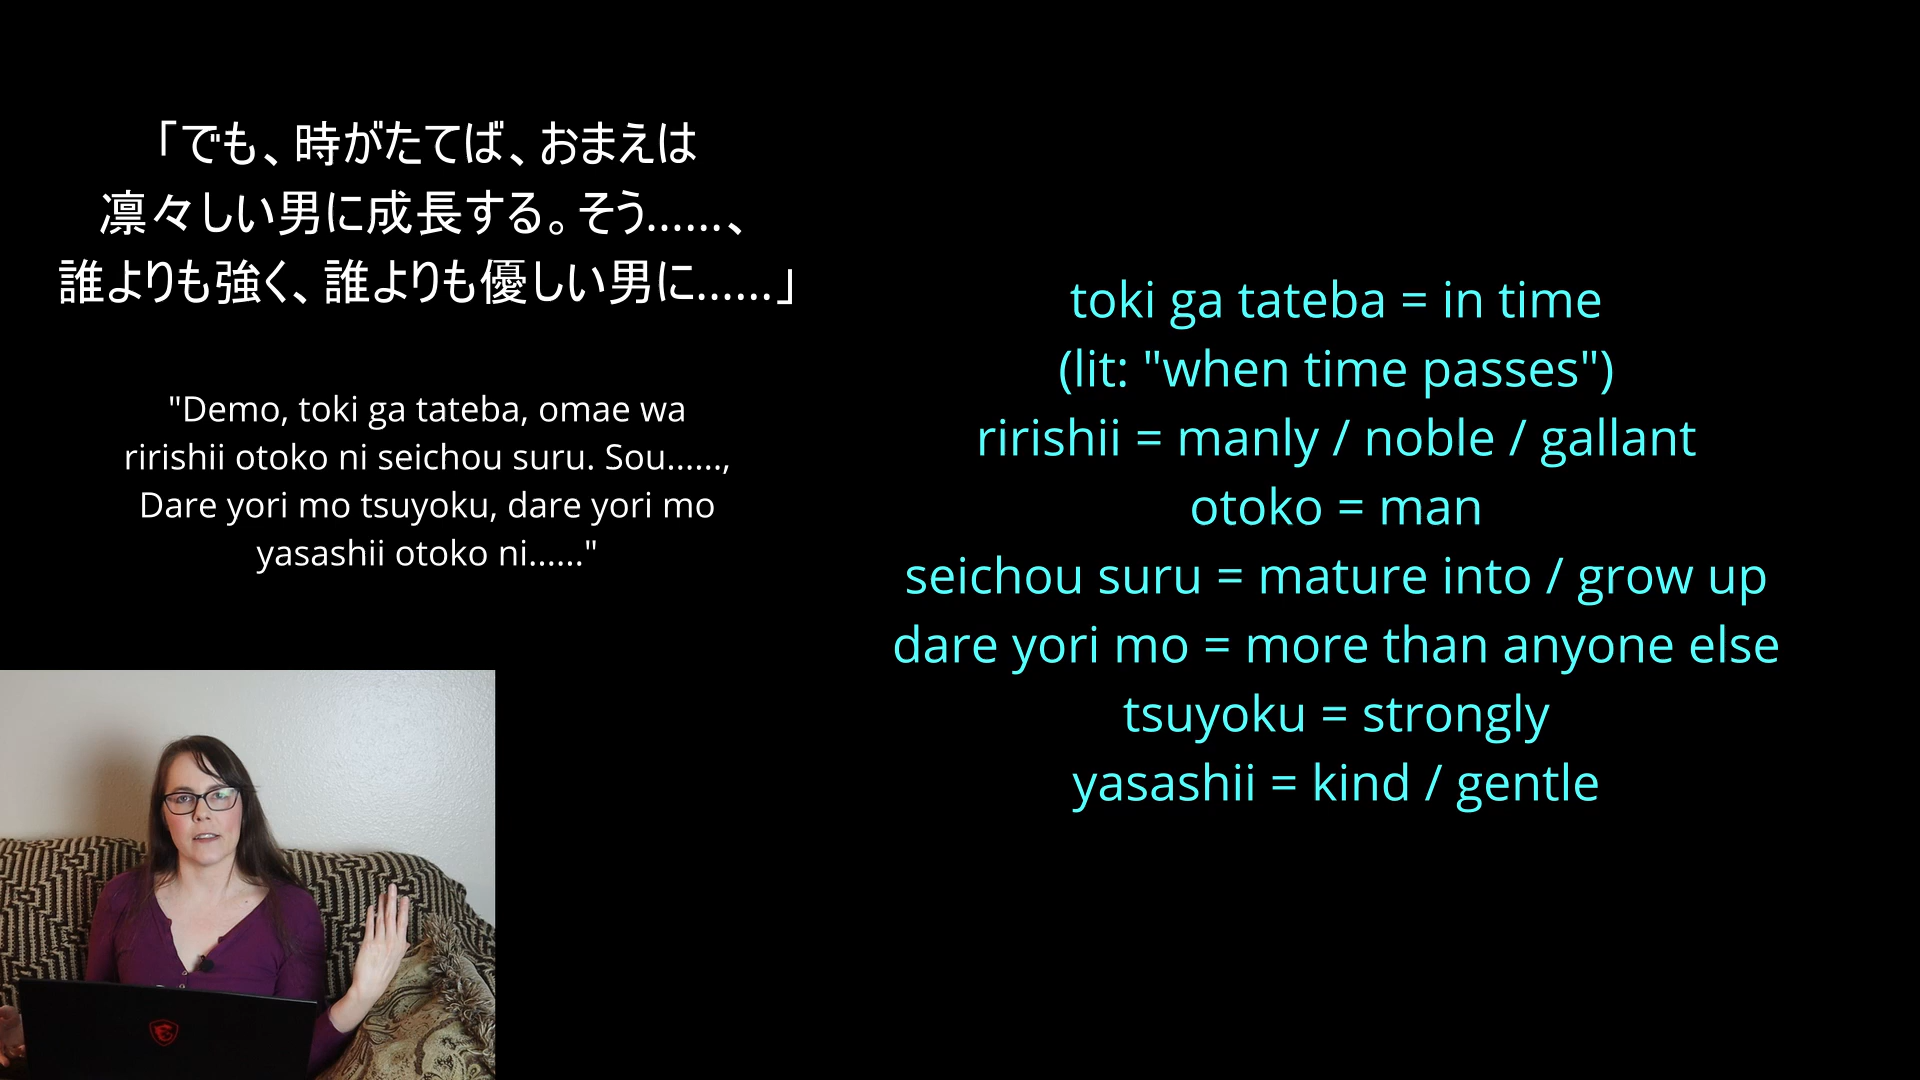 「でも、時がたてば、おまえは
凛々しい男に成長する。そう......、
誰よりも強く、誰よりも優しい男に......」
"Demo, toki ga tateba, omae wa
ririshii otoko ni seichou suru. Sou......,
Dare yori mo tsuyoku, dare yori mo
yasashii otoko ni......"
toki ga tateba = in time
(lit: "when time passes")
ririshii = manly / noble / gallant
otoko = man
seichou suru = mature into / grow up
dare yori mo = more than anyone else
tsuyoku = strongly
yasashii = kind / gentle